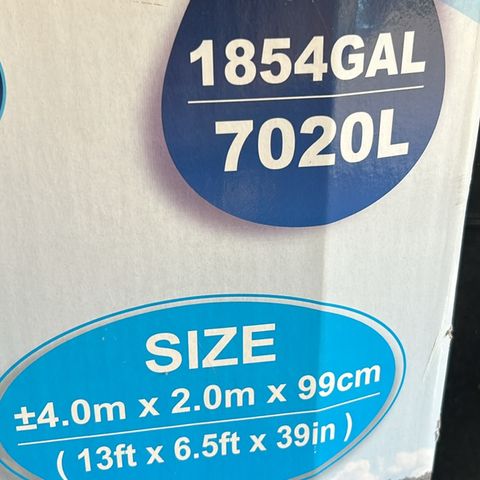 1854GAL
7020L
SIZE
±4.0m x 2.0m x 99cm
( 13ft x 6.5ft x 39in )